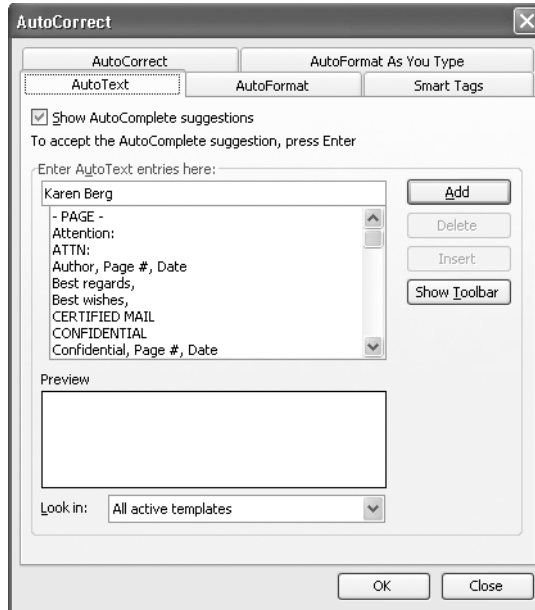 AutoCorrect
AutoCorrect AutoFormat As You Type
AutoText AutoFormat Smart Tags
Show AutoComplete suggestions
To accept the AutoComplete suggestion, press Enter
Enter AutoText entries here:
Karen Berg Add
- PAGE -
Attention: Delete
ATTN:
Author, Page #, Date Insert
Best regards,
Best wishes, Show Toolbar
CERTIFIED MAIL
CONFIDENTIAL
Confidential, Page #, Date
Preview
Look in: All active templates
OK Close